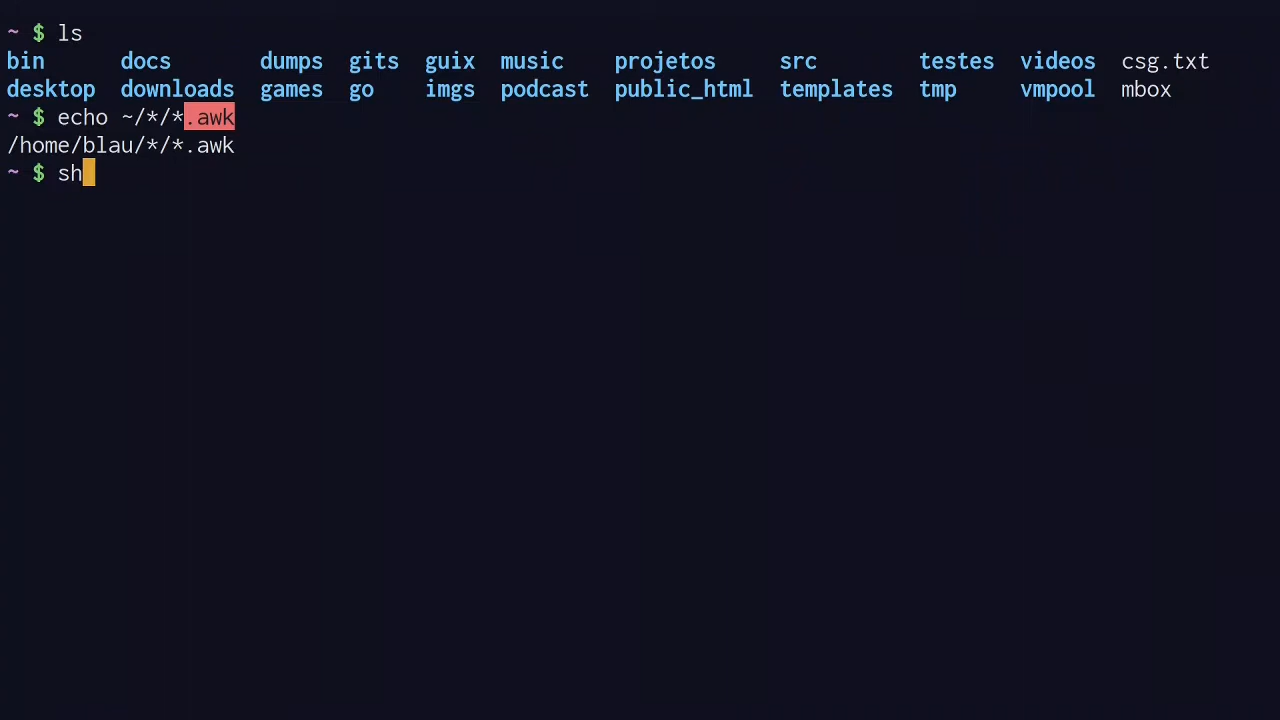 ~ $ ls
bin docs dumps gits guix music projetos src testes videos csg.txt
desktop downloads games go imgs podcast public_html templates tmp vmpool mbox
~ $ echo ~/*/*.awk
/home/blau/*/*.awk
~ $ sh